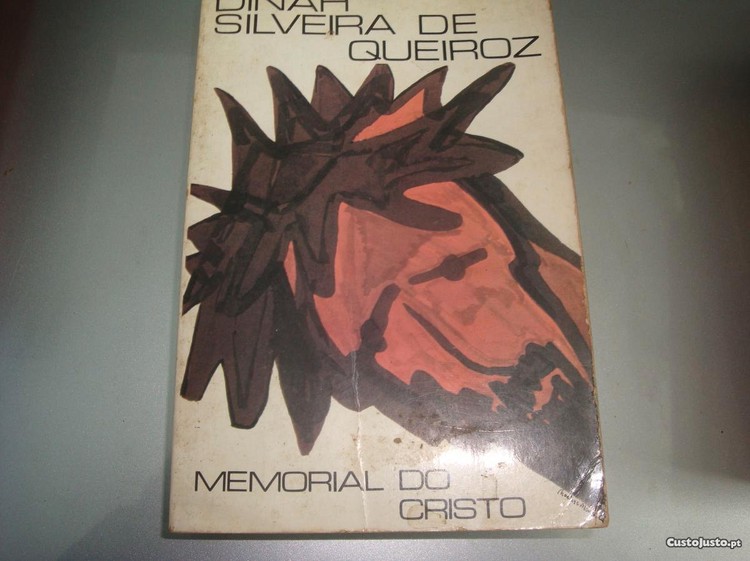 DINAH
SILVEIRA DE
QUEIROZ
MEMORIAL DO
CRISTO
CustoJusto.pt